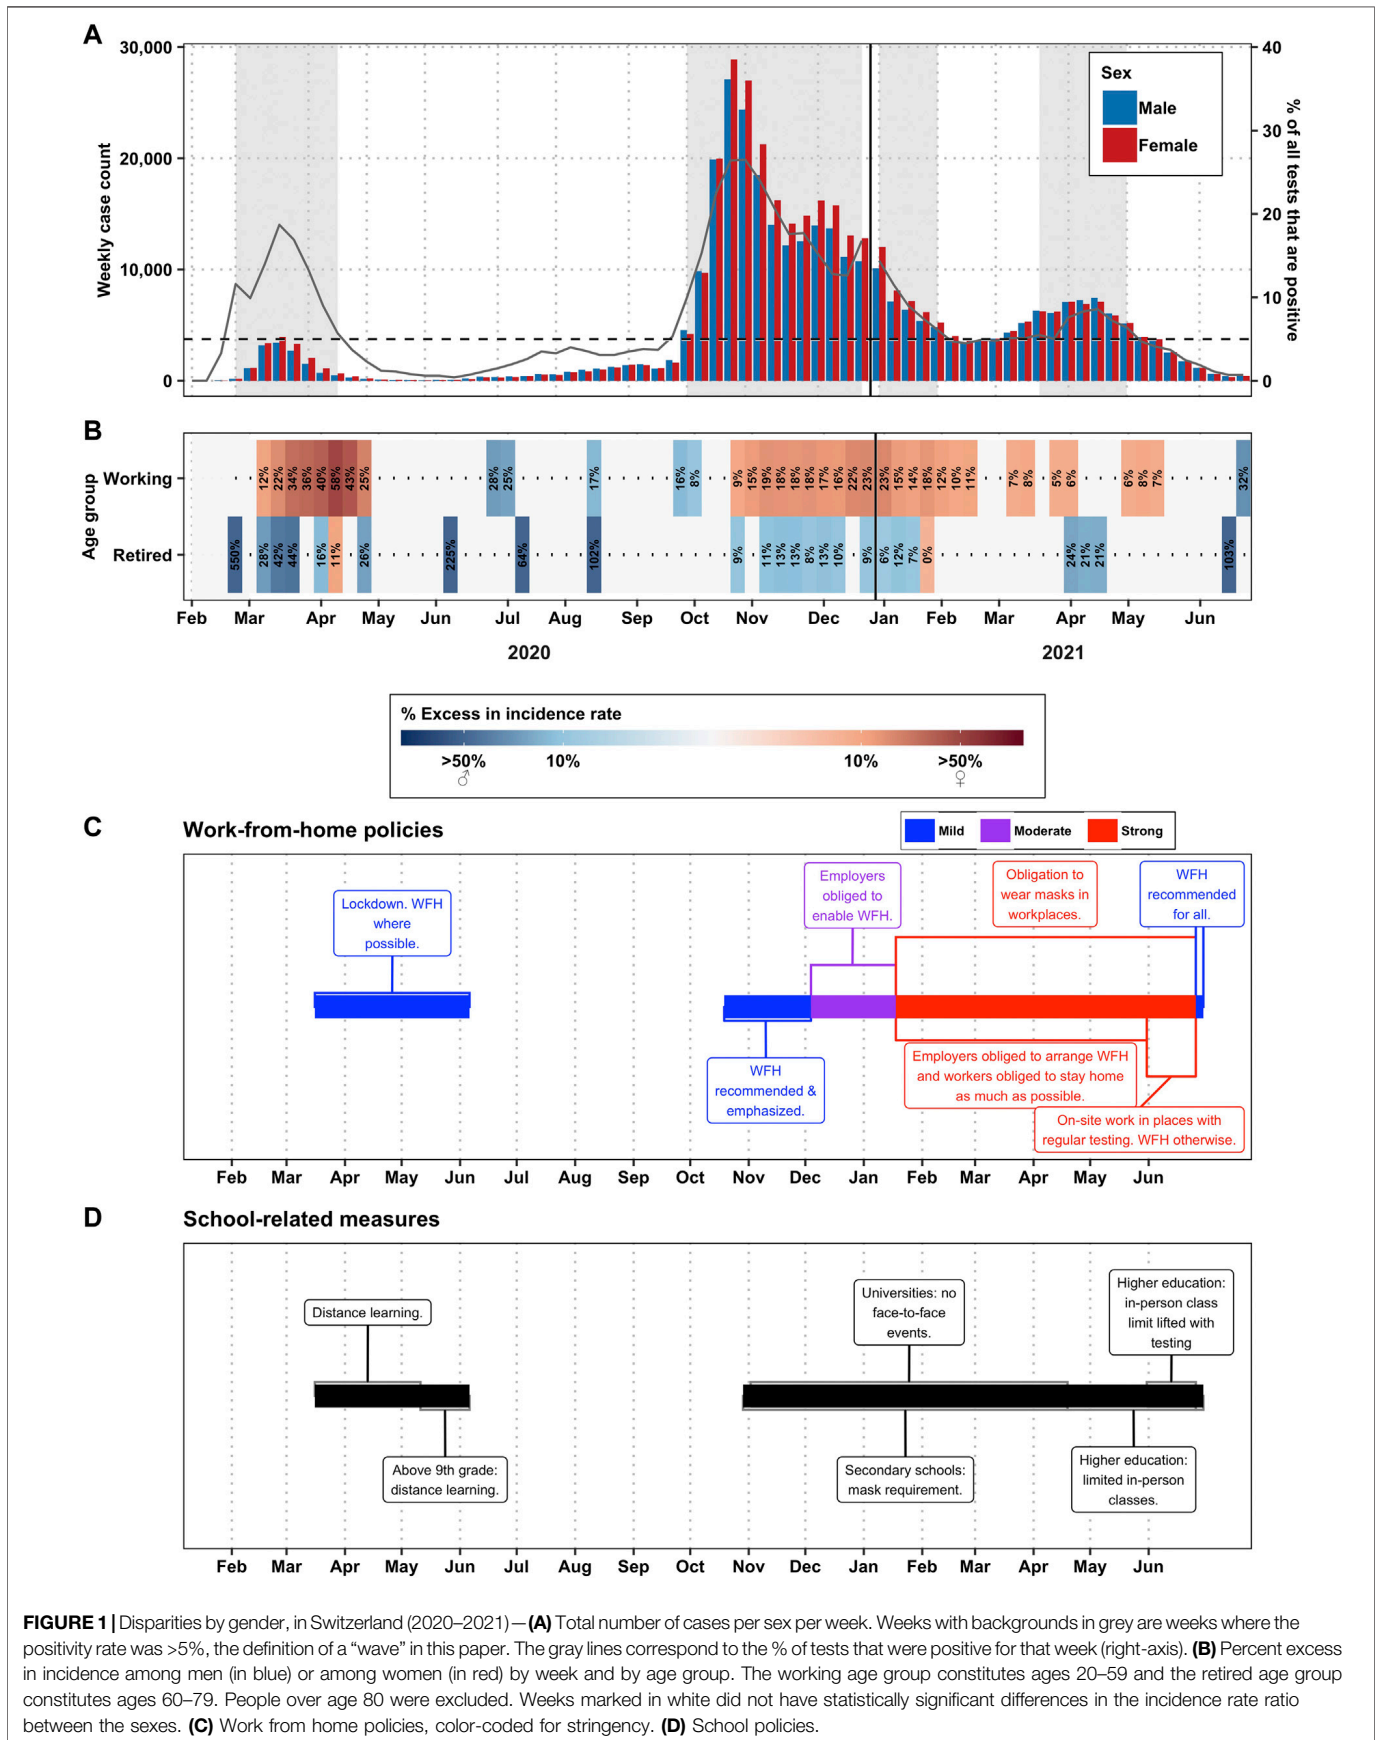 A
30,000
20,000
10,000
0
Weekly case count
40
30
20
10
0
% of all tests that are positive
Sex
Male
Female
B
Age group
Working
12% 22% 34% 36% 40% 58% 43% 25% 28% 25% 17% 16% 8% 9% 15% 19% 18% 18% 18% 17% 16% 22% 23% 23% 15% 14% 18% 12% 10% 11% 7% 8% 5% 6% 6% 8% 7% 32%
Retired
550% 28% 42% 44% 16% 11% 26% 225% 64% 102% 9% 11% 13% 13% 8% 13% 10% 9% 6% 12% 7% 0% 24% 21% 21% 103%
Feb Mar Apr May Jun Jul Aug Sep Oct Nov Dec Jan Feb Mar Apr May Jun
2020 2021
% Excess in incidence rate
>50% 10% 10% >50%
♂ ♀
C Work-from-home policies
Mild Moderate Strong
Lockdown. WFH
where
possible.
Employers
obliged to
enable WFH.
Obligation to
wear masks in
workplaces.
WFH
recommended
for all.
WFH
recommended &
emphasized.
Employers obliged to arrange WFH
and workers obliged to stay home
as much as possible.
On-site work in places with
regular testing. WFH otherwise.
Feb Mar Apr May Jun Jul Aug Sep Oct Nov Dec Jan Feb Mar Apr May Jun
D School-related measures
Distance learning.
Above 9th grade:
distance learning.
Universities: no
face-to-face
events.
Secondary schools:
mask requirement.
Higher education:
in-person class
limit lifted with
testing
Higher education:
limited in-person
classes.
Feb Mar Apr May Jun Jul Aug Sep Oct Nov Dec Jan Feb Mar Apr May Jun
FIGURE 1 | Disparities by gender, in Switzerland (2020–2021)—(A) Total number of cases per sex per week. Weeks with backgrounds in grey are weeks where the
positivity rate was >5%, the definition of a “wave” in this paper. The gray lines correspond to the % of tests that were positive for that week (right-axis). (B) Percent excess
in incidence among men (in blue) or among women (in red) by week and by age group. The working age group constitutes ages 20–59 and the retired age group
constitutes ages 60–79. People over age 80 were excluded. Weeks marked in white did not have statistically significant differences in the incidence rate ratio
between the sexes. (C) Work from home policies, color-coded for stringency. (D) School policies.